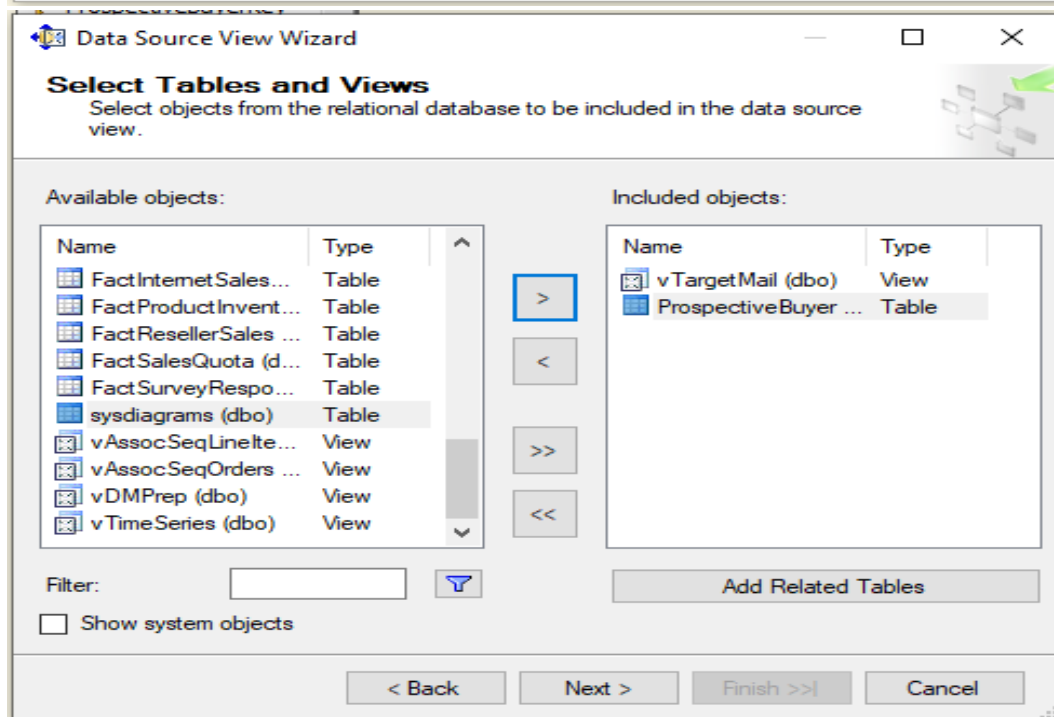 ProspectiveBuyerKey
Data Source View Wizard
Select Tables and Views
Select objects from the relational database to be included in the data source
view.
Available objects:
Included objects:
Name Type
FactInternetSales... Table
FactProductInvent... Table
FactResellerSales ... Table
FactSalesQuota (d... Table
FactSurveyRespo... Table
sysdiagrams (dbo) Table
vAssocSeqLineIte... View
vAssocSeqOrders ... View
vDMPrep (dbo) View
vTimeSeries (dbo) View
>
<
>>
<<
Name Type
vTargetMail (dbo) View
ProspectiveBuyer ... Table
Filter:
Add Related Tables
Show system objects
< Back Next > Finish >>| Cancel